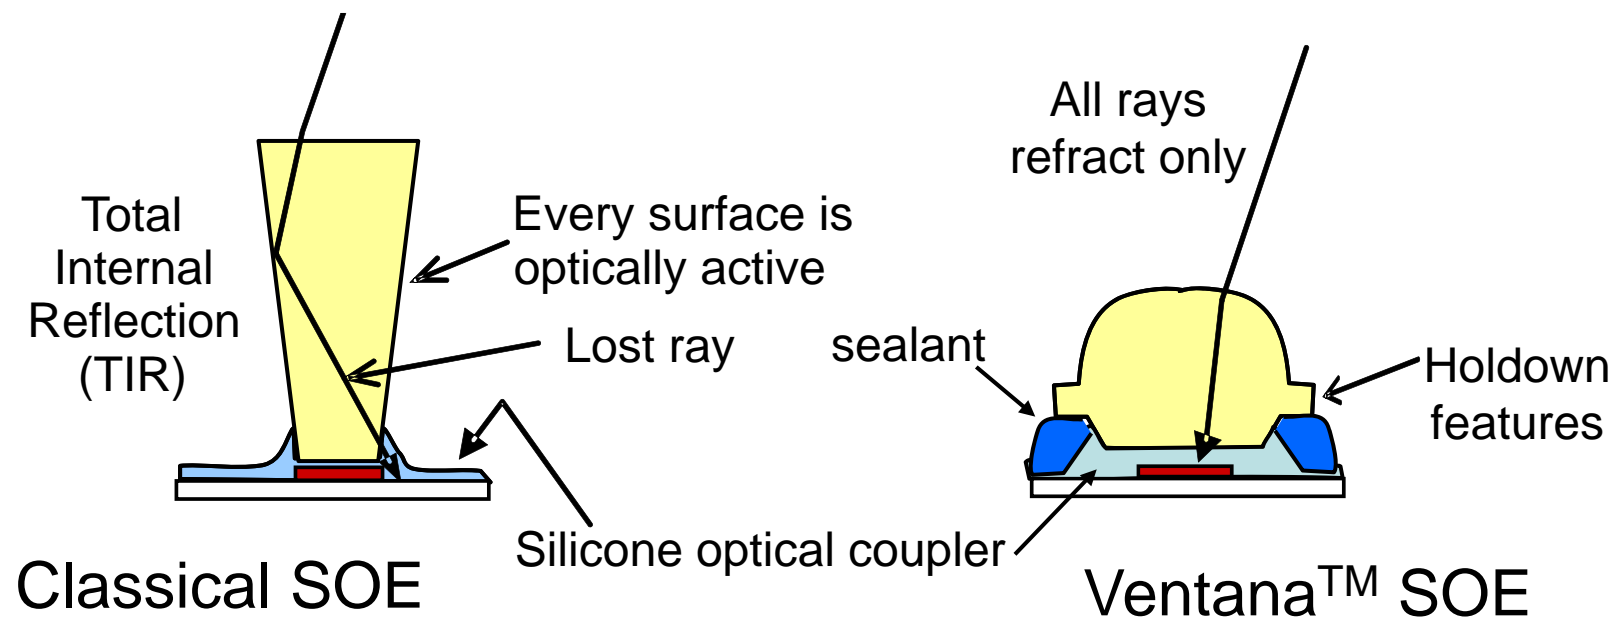 Total
Internal
Reflection
(TIR)
Every surface is
optically active
Lost ray
Classical SOE
Silicone optical coupler
All rays
refract only
sealant
Holdown
features
Ventana™ SOE